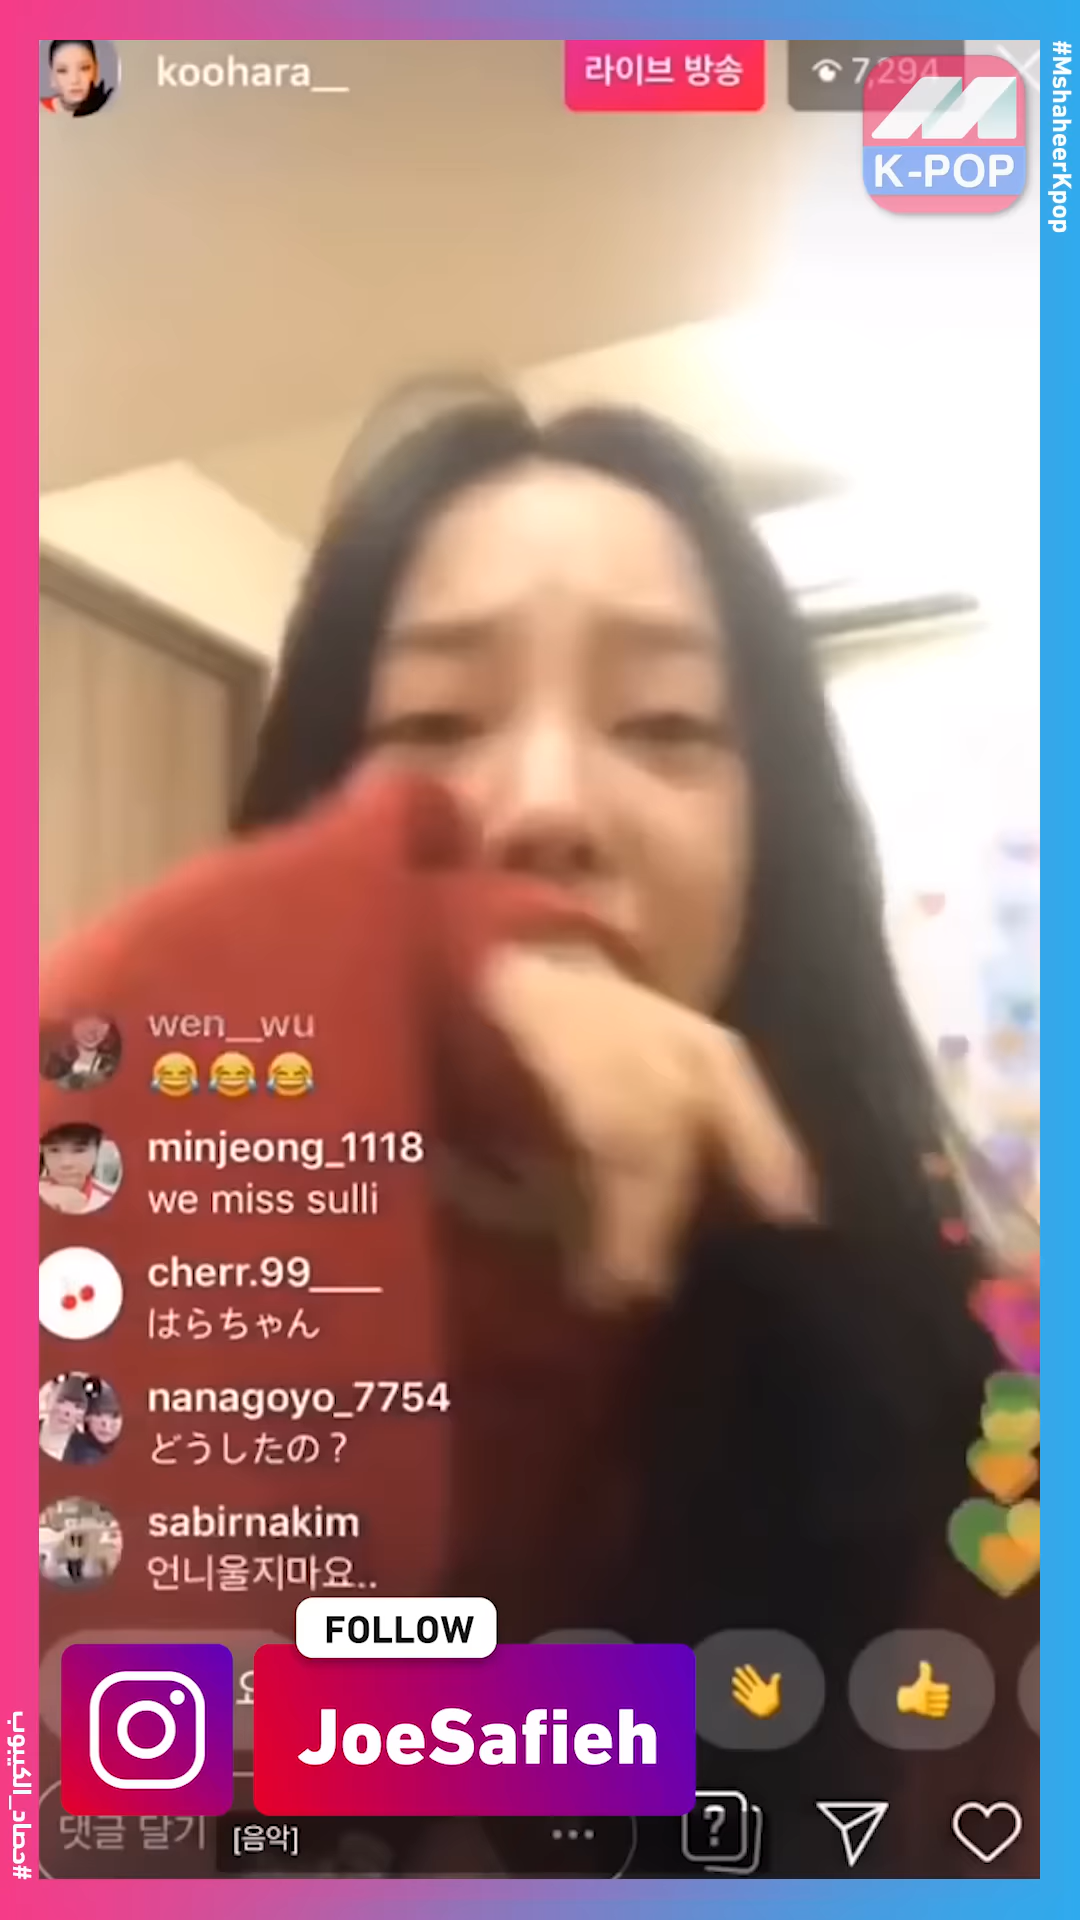 koohara__
라이브 방송
7,294
K-POP
#MshaheerKpop
wen__wu
😂😂😂
minjeong_1118
we miss sulli
cherr.99___
はらちゃん
nanagoyo_7754
どうしたの？
sabirnakim
언니울지마요..
FOLLOW
JoeSafieh
댓글 달기
[음악]
#حصاد_الكيبوب